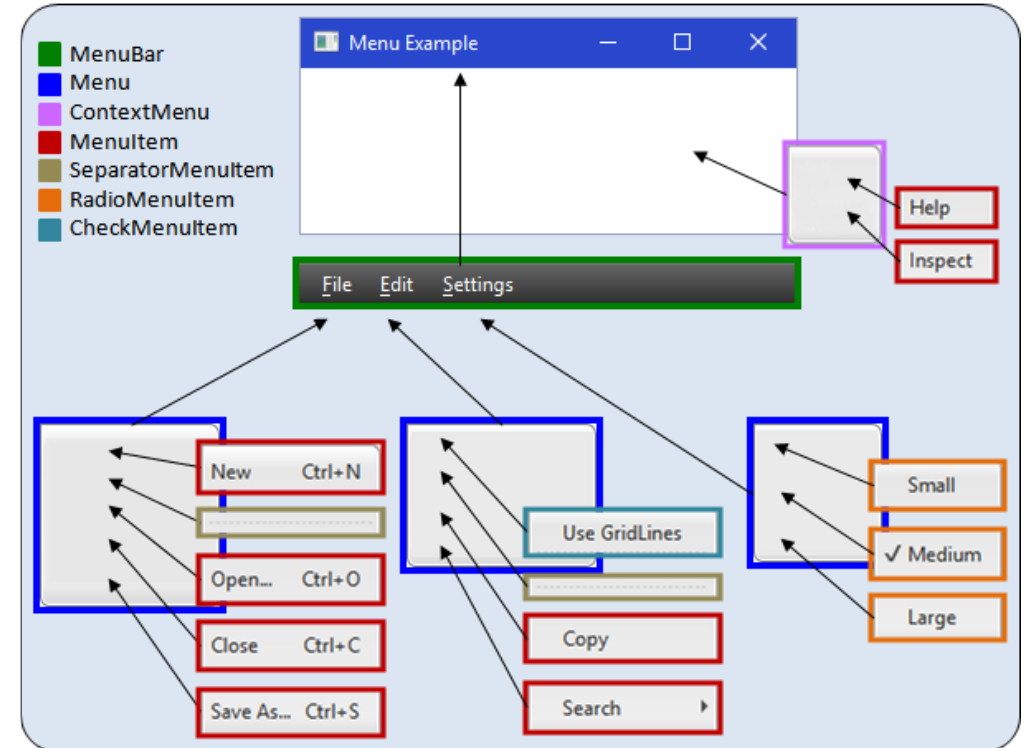 MenuBar
Menu
ContextMenu
MenuItem
SeparatorMenuItem
RadioMenuItem
CheckMenuItem
Menu Example
Help
Inspect
File Edit Settings
New Ctrl+N
Open... Ctrl+O
Close Ctrl+C
Save As... Ctrl+S
Use GridLines
Copy
Search
Small
✓ Medium
Large